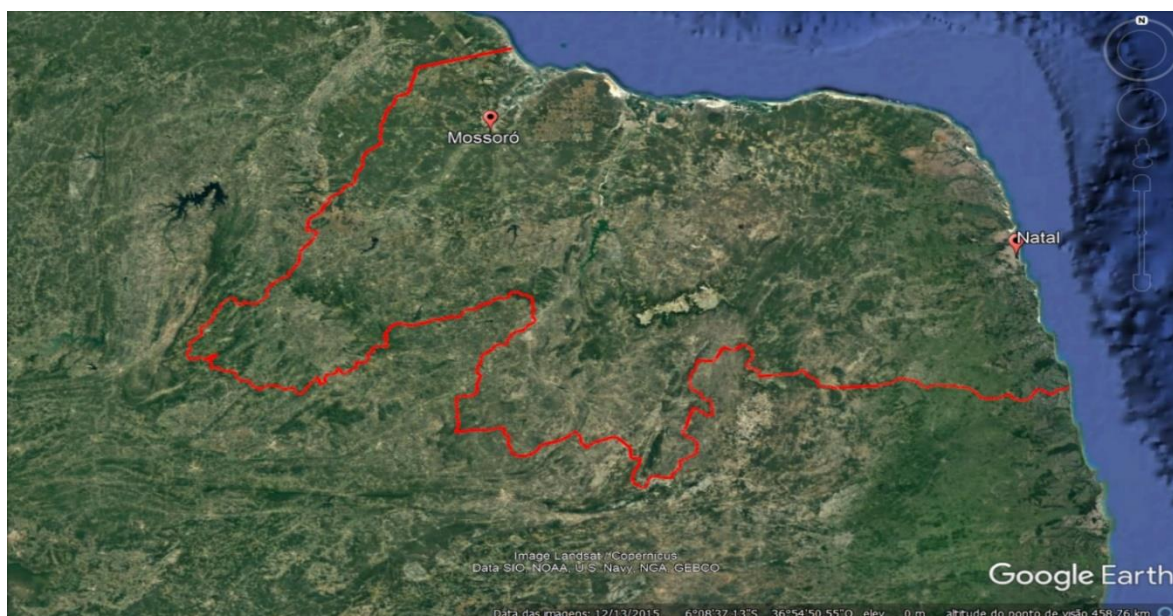 N
Mossoró
Natal
Image Landsat / Copernicus
Data SIO, NOAA, U.S. Navy, NGA, GEBCO
Google Earth
Data das imagens: 12/13/2015 6°08'37.13"S 36°54'50.55"O elev 0 m altitude do ponto de visão 458.76 km